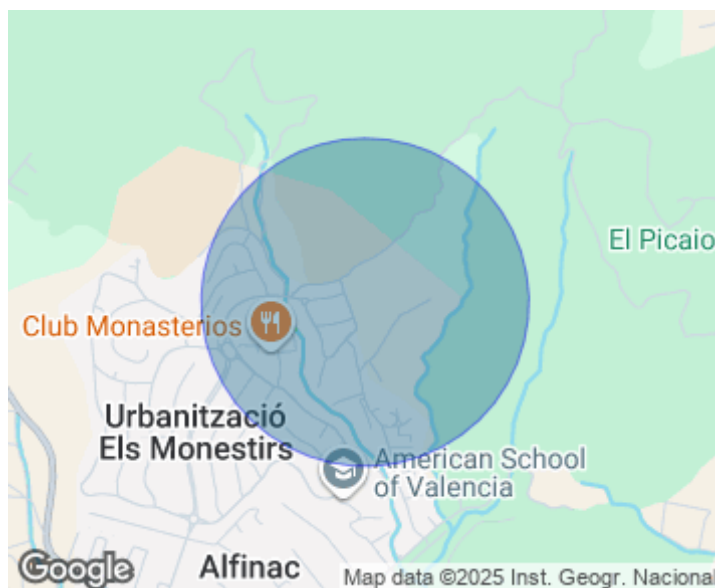 El Picaio
Club Monasterios
Urbanització
Els Monestirs
American School
of Valencia
Alfinac
Google
Map data ©2025 Inst. Geogr. Nacional